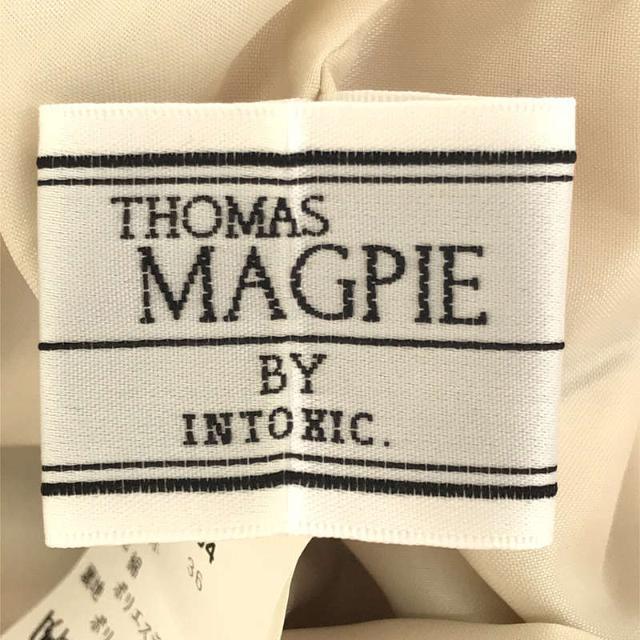 THOMAS
MAGPIE
BY
INTOXIC.
36